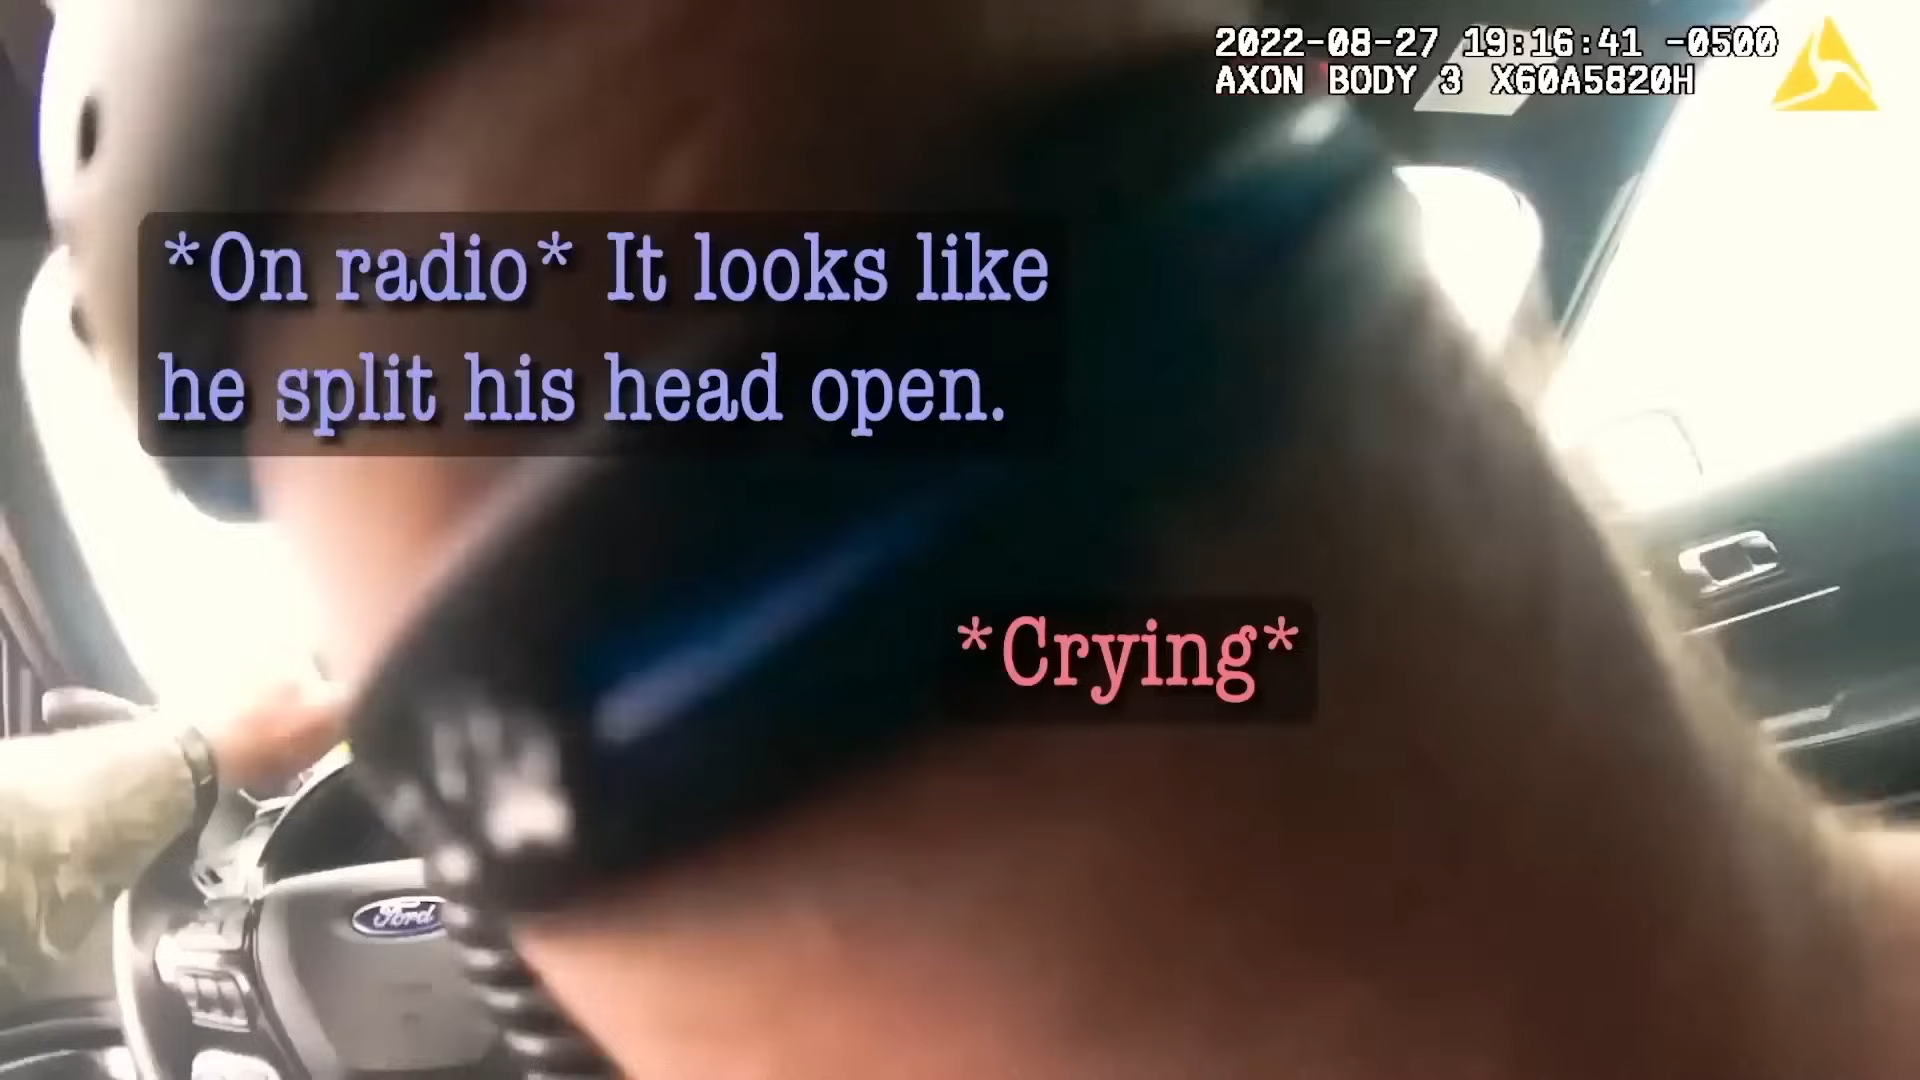 2022-08-27 19:16:41 -0500
AXON BODY 3 X60A5820H
*On radio* It looks like
he split his head open.
*Crying*
Ford